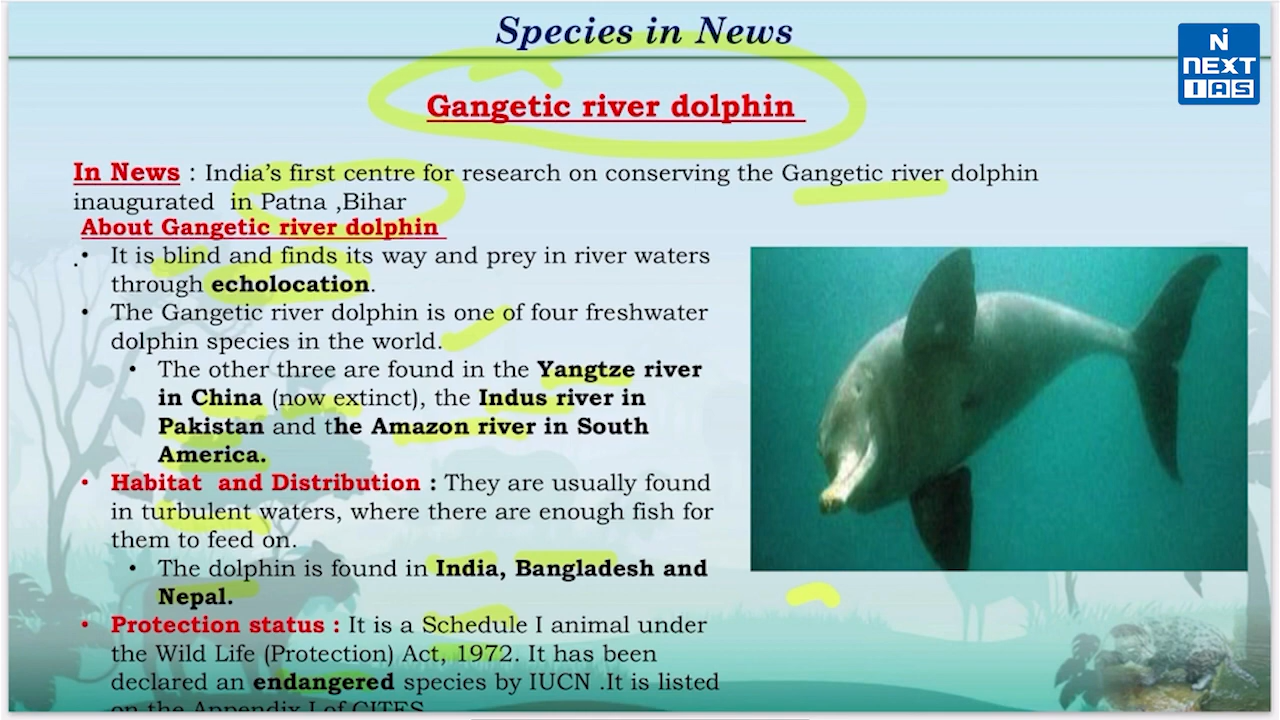 Species in News
NEXT
IAS
Gangetic river dolphin
In News : India's first centre for research on conserving the Gangetic river dolphin
inaugurated in Patna ,Bihar
About Gangetic river dolphin
• It is blind and finds its way and prey in river waters
through echolocation.
• The Gangetic river dolphin is one of four freshwater
dolphin species in the world.
• The other three are found in the Yangtze river
in China (now extinct), the Indus river in
Pakistan and the Amazon river in South
America.
• Habitat and Distribution : They are usually found
in turbulent waters, where there are enough fish for
them to feed on.
• The dolphin is found in India, Bangladesh and
Nepal.
• Protection status : It is a Schedule I animal under
the Wild Life (Protection) Act, 1972. It has been
declared an endangered species by IUCN .It is listed
on the Appendix I of CITES